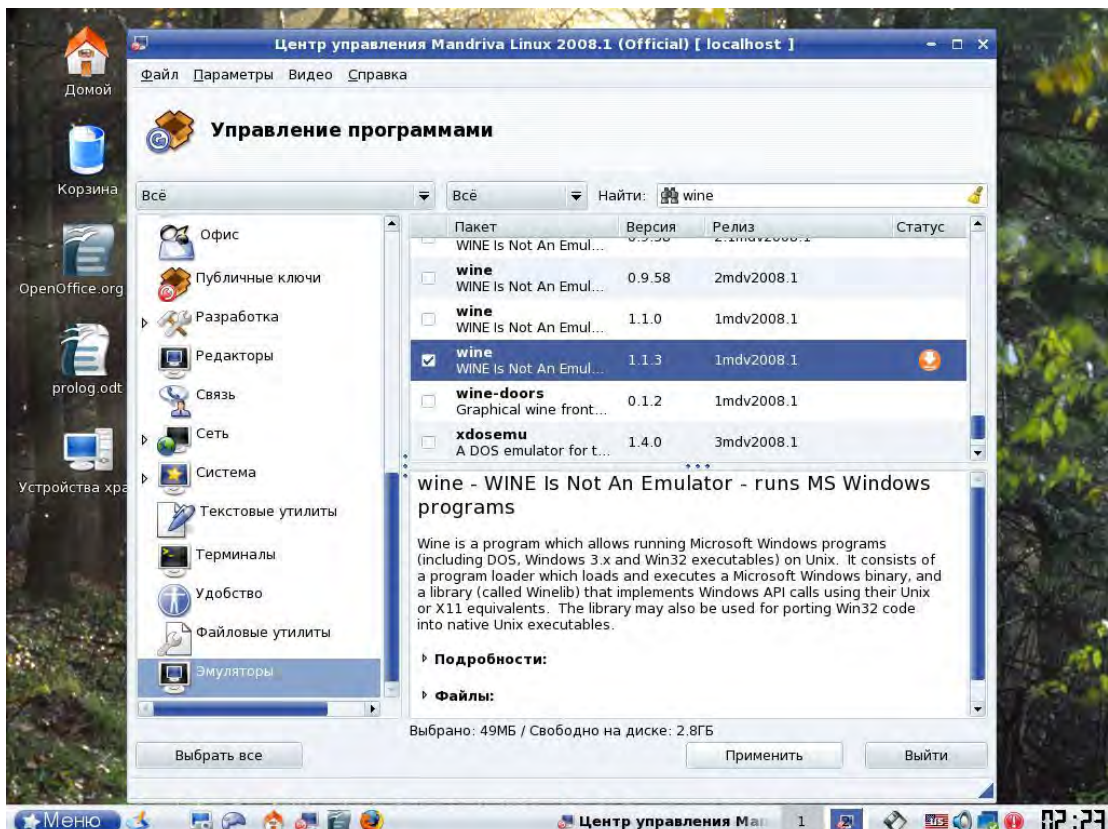 Центр управления Mandriva Linux 2008.1 (Official) [ localhost ]
Файл Параметры Видео Справка
Управление программами
Всё
Всё
Найти: wine
Домой
Корзина
OpenOffice.org
prolog.odt
Устройства хра
Офис
Публичные ключи
Разработка
Редакторы
Связь
Сеть
Система
Текстовые утилиты
Терминалы
Удобство
Файловые утилиты
Эмуляторы
Пакет Версия Релиз Статус
WINE Is Not An Emul...
wine 0.9.58 2mdv2008.1
WINE Is Not An Emul...
wine 1.1.0 1mdv2008.1
WINE Is Not An Emul...
wine 1.1.3 1mdv2008.1
WINE Is Not An Emul...
wine-doors 0.1.2 1mdv2008.1
Graphical wine front...
xdosemu 1.4.0 3mdv2008.1
A DOS emulator for t...
wine - WINE Is Not An Emulator - runs MS Windows
programs
Wine is a program which allows running Microsoft Windows programs
(including DOS, Windows 3.x and Win32 executables) on Unix. It consists of
a program loader which loads and executes a Microsoft Windows binary, and
a library (called Winelib) that implements Windows API calls using their Unix
or X11 equivalents. The library may also be used for porting Win32 code
into native Unix executables.
Подробности:
Файлы:
Выбрано: 49МБ / Свободно на диске: 2.8ГБ
Выбрать все
Применить
Выйти
Меню
Центр управления Ма
1
2
us
02:23